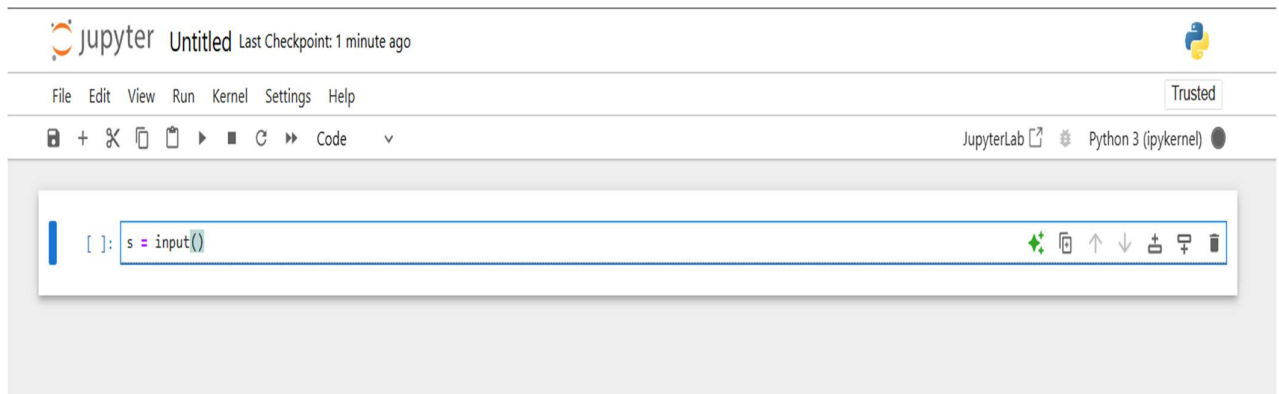 jupyter Untitled Last Checkpoint: 1 minute ago
File Edit View Run Kernel Settings Help Trusted
Code JupyterLab Python 3 (ipykernel)
[ ]: s = input()